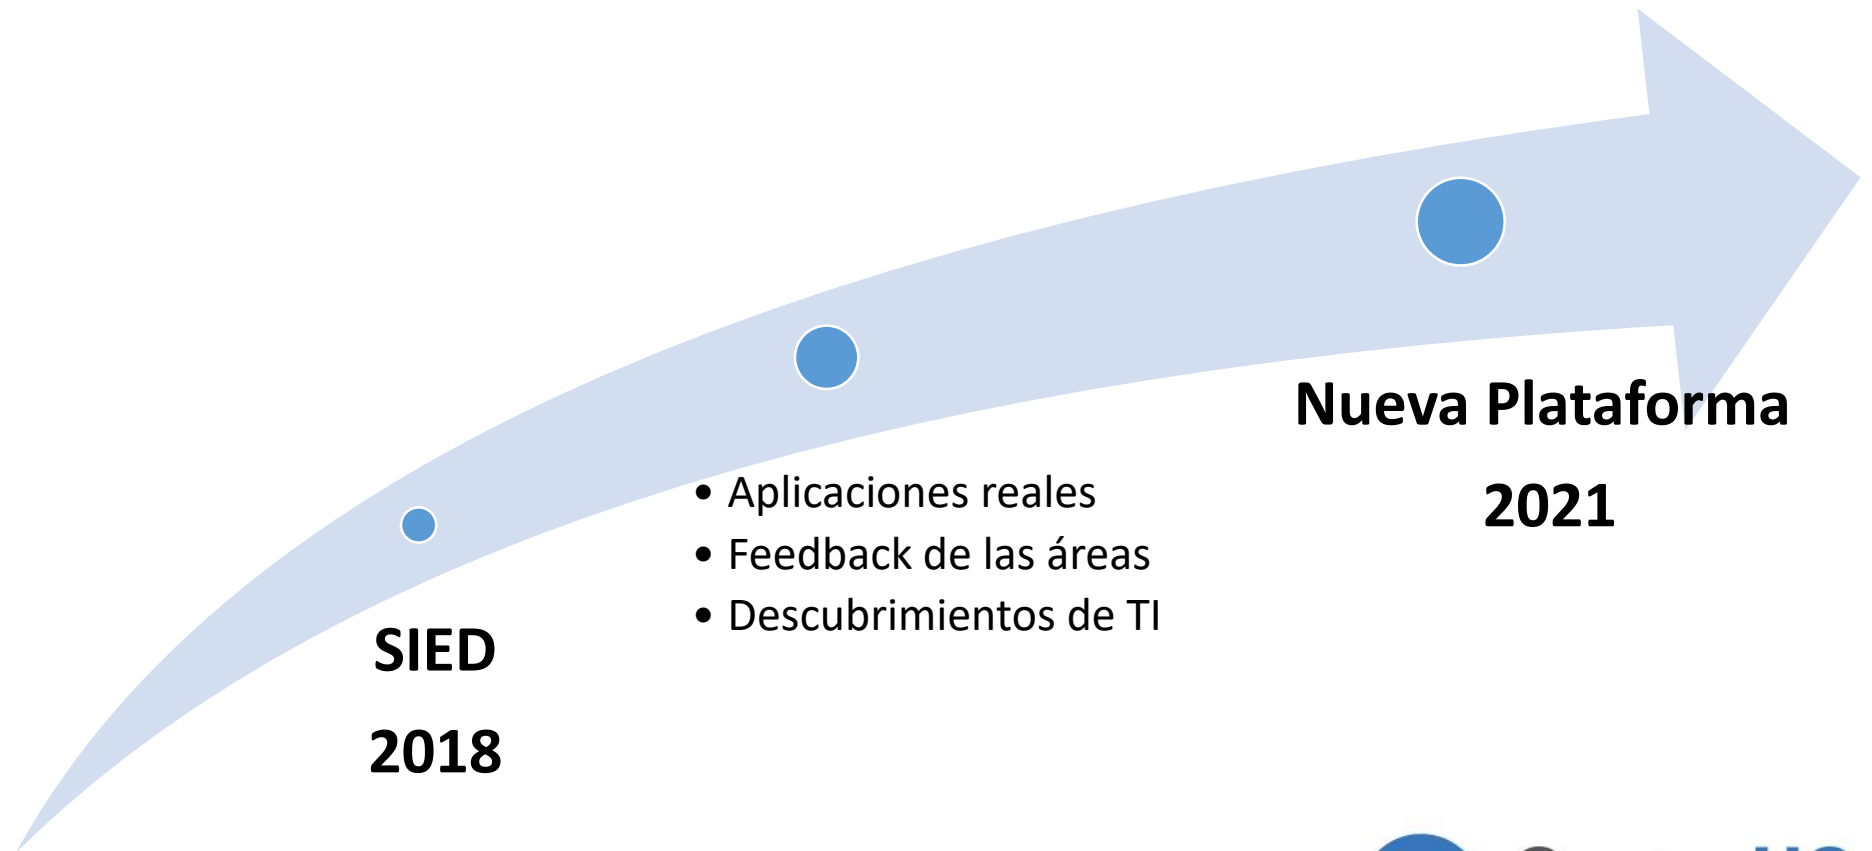 SIED
2018
• Aplicaciones reales
• Feedback de las áreas
• Descubrimientos de TI
Nueva Plataforma
2021